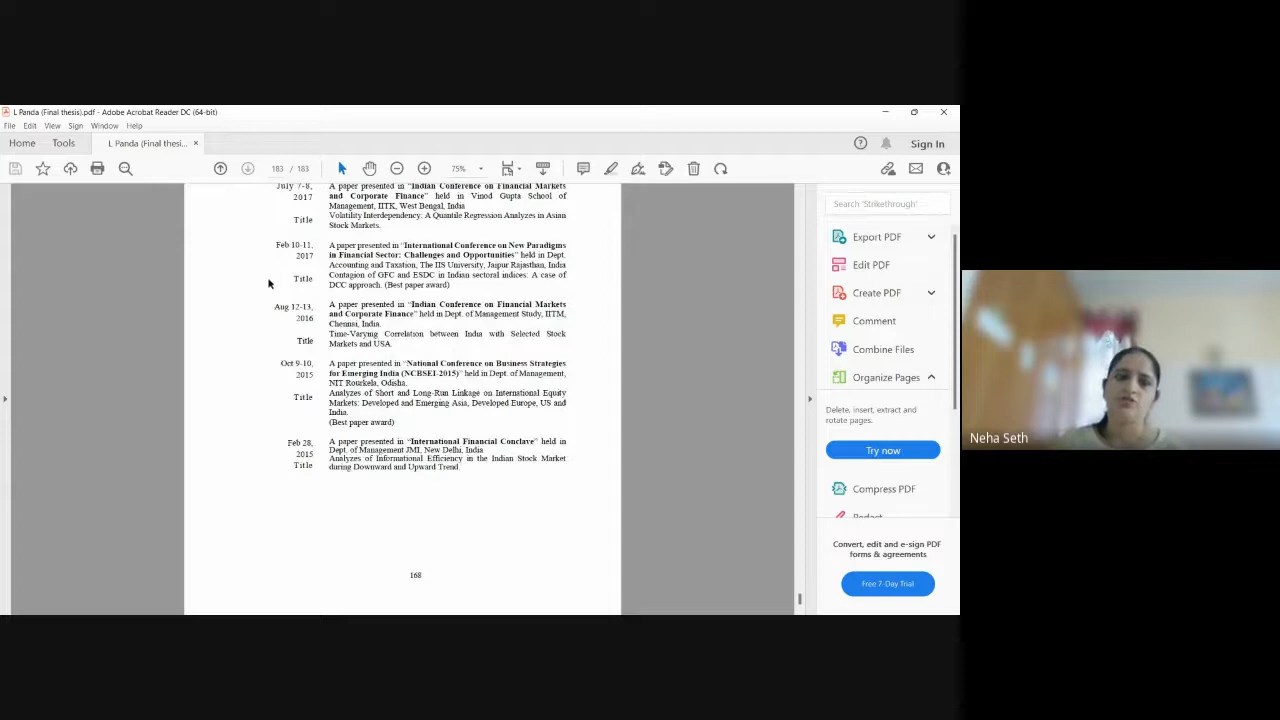 L Panda (Final thesis).pdf - Adobe Acrobat Reader DC (64-bit)
File Edit View Sign Window Help
Home Tools L Panda (Final thesi... × Sign In
183 / 183 75%
July 7-8, A paper presented in “Indian Conference on Financial Markets
2017 and Corporate Finance” held in Vinod Gupta School of
Management, IITK, West Bengal, India
Title Volatility Interdependency: A Quantile Regression Analyzes in Asian
Stock Markets.
Feb 10-11, A paper presented in “International Conference on New Paradigms
2017 in Financial Sector: Challenges and Opportunities” held in Dept.
Accounting and Taxation, The IIS University, Jaipur Rajasthan, India
Title Contagion of GFC and ESDC in Indian sectoral indices: A case of
DCC approach. (Best paper award)
Aug 12-13, A paper presented in “Indian Conference on Financial Markets
2016 and Corporate Finance” held in Dept. of Management Study, IITM,
Chennai, India.
Title Time-Varying Correlation between India with Selected Stock
Markets and USA.
Oct 9-10, A paper presented in “National Conference on Business Strategies
2015 for Emerging India (NCBSEI-2015)” held in Dept. of Management,
NIT Rourkela, Odisha.
Title Analyzes of Short and Long-Run Linkage on International Equity
Markets: Developed and Emerging Asia, Developed Europe, US and
India.
(Best paper award)
Feb 28, A paper presented in “International Financial Conclave” held in
2015 Dept. of Management JMI, New Delhi, India
Title Analyzes of Informational Efficiency in the Indian Stock Market
during Downward and Upward Trend.
168
Search 'Strikethrough' ...
Export PDF
Edit PDF
Create PDF
Comment
Combine Files
Organize Pages
Delete, insert, extract and
rotate pages.
Try now
Compress PDF
Redact
Convert, edit and e-sign PDF
forms & agreements
Free 7-Day Trial
Neha Seth